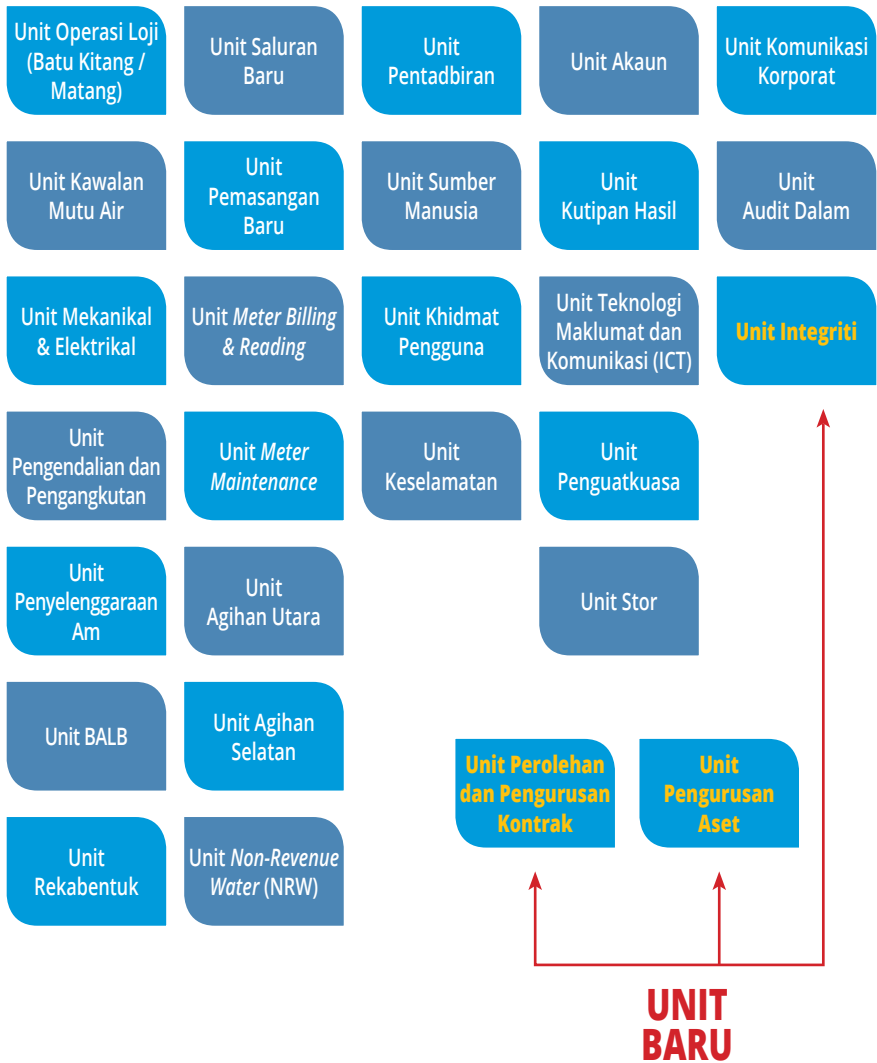 Unit Operasi Loji
(Batu Kitang /
Matang)
Unit Saluran
Baru
Unit
Pentadbiran
Unit Akaun
Unit Komunikasi
Korporat
Unit Kawalan
Mutu Air
Unit
Pemasangan
Baru
Unit Sumber
Manusia
Unit
Kutipan Hasil
Unit
Audit Dalam
Unit Mekanikal
& Elektrikal
Unit Meter Billing
& Reading
Unit Khidmat
Pengguna
Unit Teknologi
Maklumat dan
Komunikasi (ICT)
Unit Integriti
Unit
Pengendalian dan
Pengangkutan
Unit Meter
Maintenance
Unit
Keselamatan
Unit
Penguatkuasa
Unit
Penyelenggaraan
Am
Unit
Agihan Utara
Unit Stor
Unit BALB
Unit Agihan
Selatan
Unit Perolehan
dan Pengurusan
Kontrak
Unit
Pengurusan
Aset
Unit
Rekabentuk
Unit Non-Revenue
Water (NRW)
UNIT
BARU